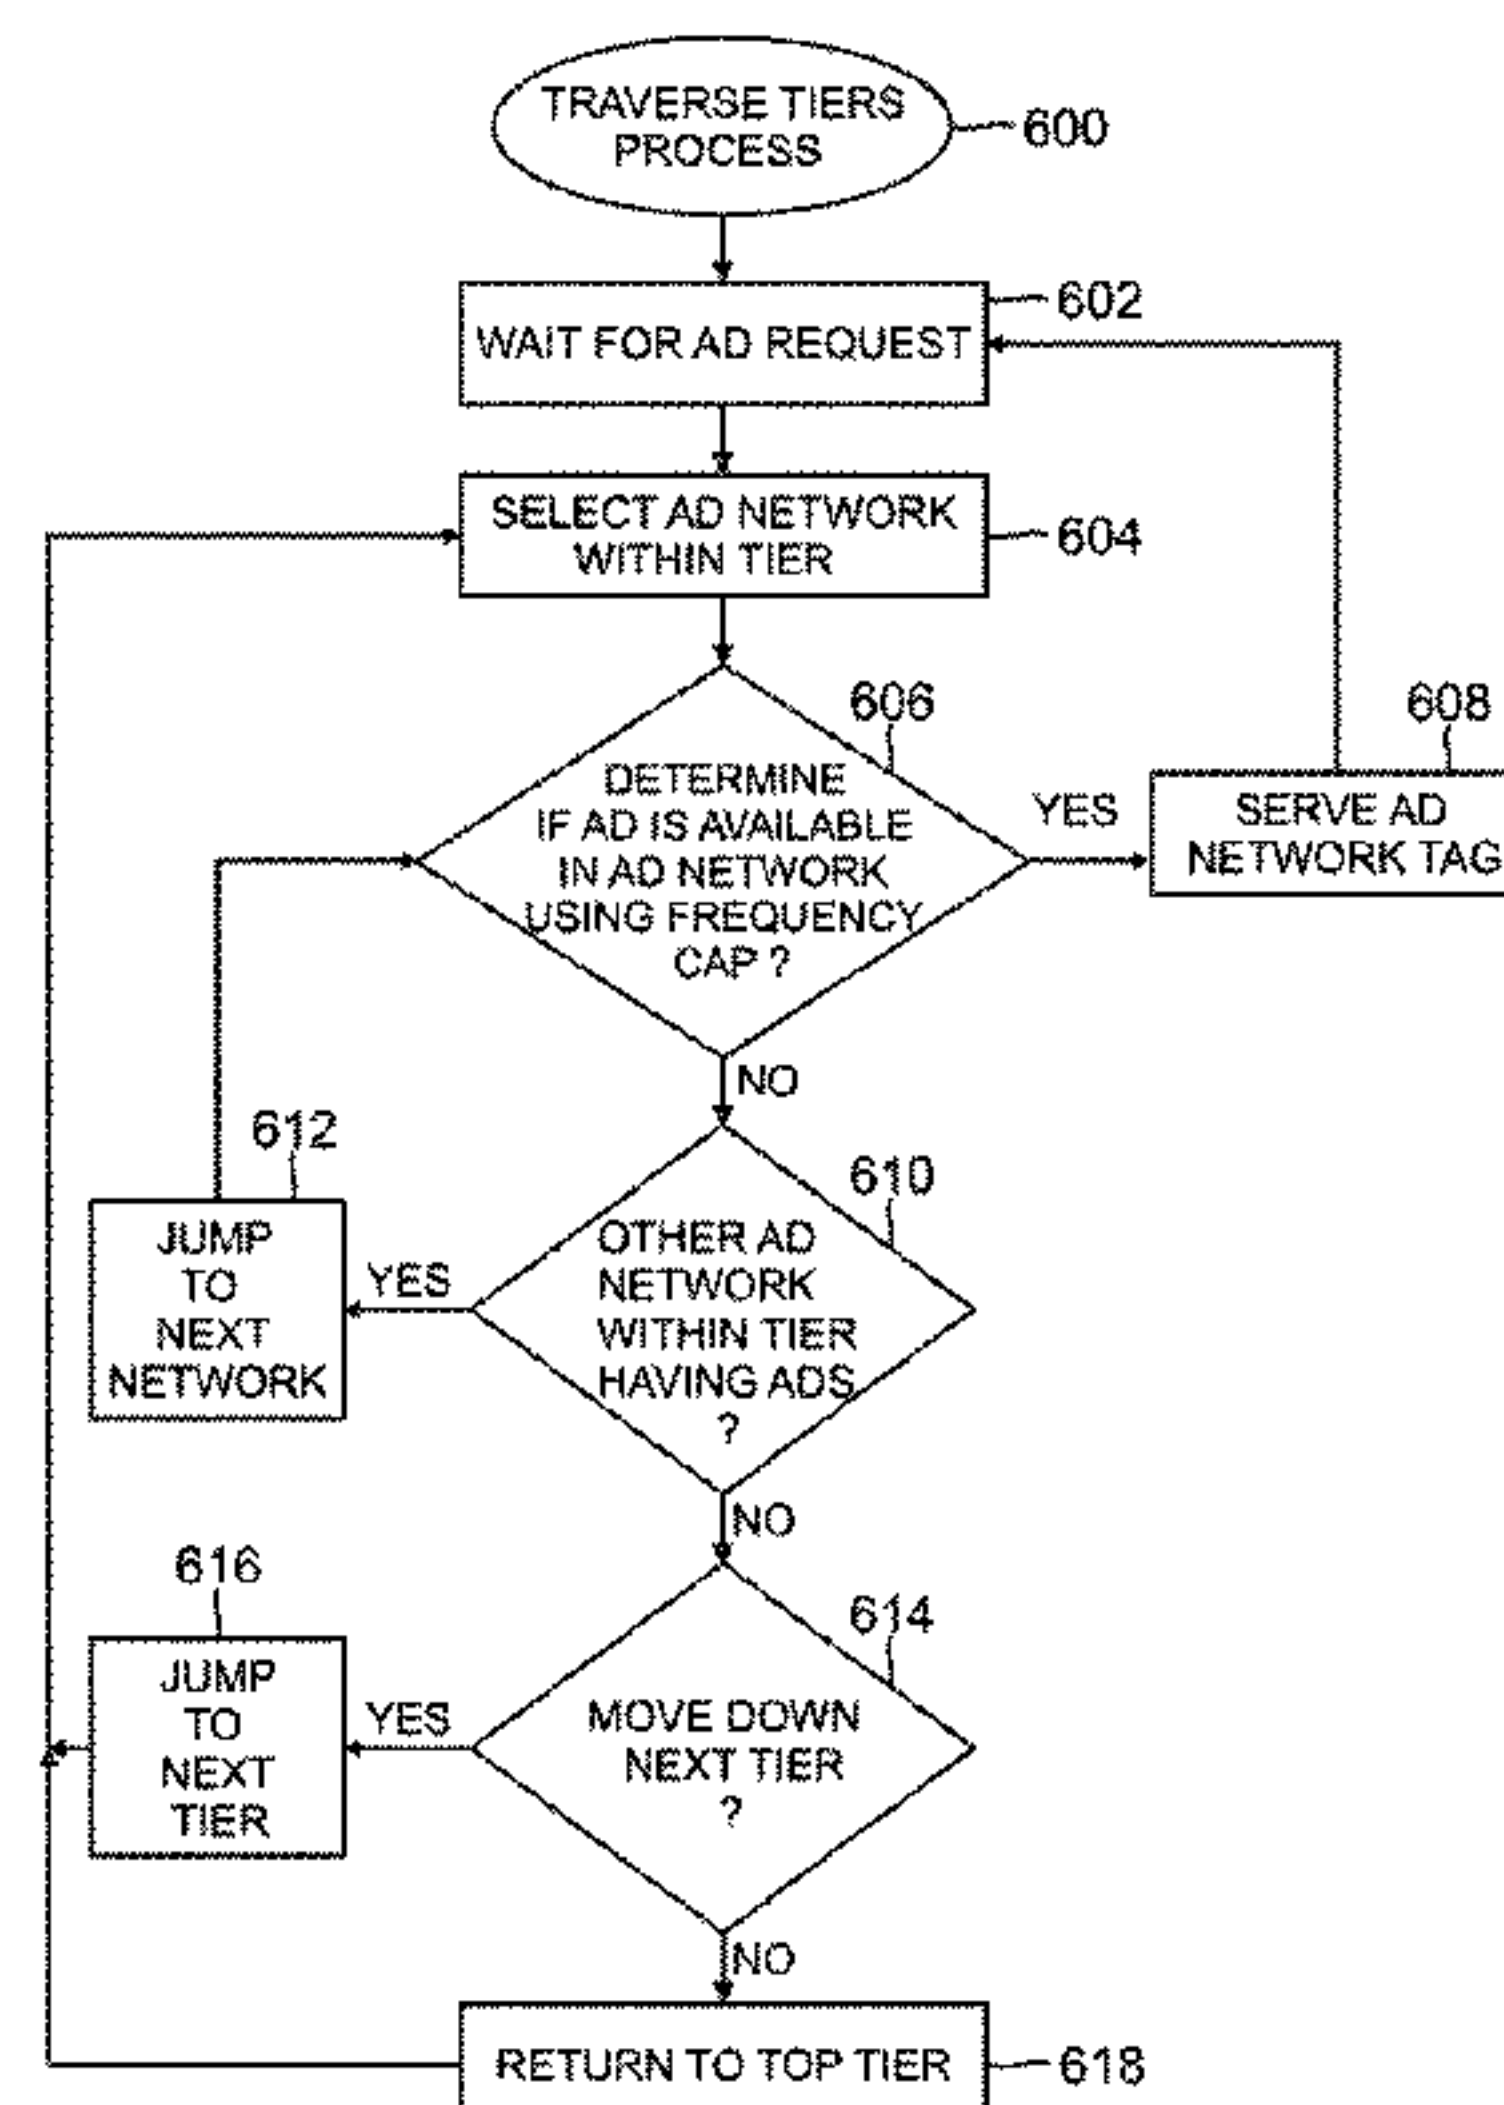 TRAVERSE TIERS
PROCESS
600
602
WAIT FOR AD REQUEST
SELECT AD NETWORK
WITHIN TIER
604
606
608
DETERMINE
IF AD IS AVAILABLE
IN AD NETWORK
USING FREQUENCY
CAP ?
YES
SERVE AD
NETWORK TAG
NO
612
610
JUMP
TO
NEXT
NETWORK
YES
OTHER AD
NETWORK
WITHIN TIER
HAVING ADS
?
NO
616
614
JUMP
TO
NEXT
TIER
YES
MOVE DOWN
NEXT TIER
?
NO
RETURN TO TOP TIER
618